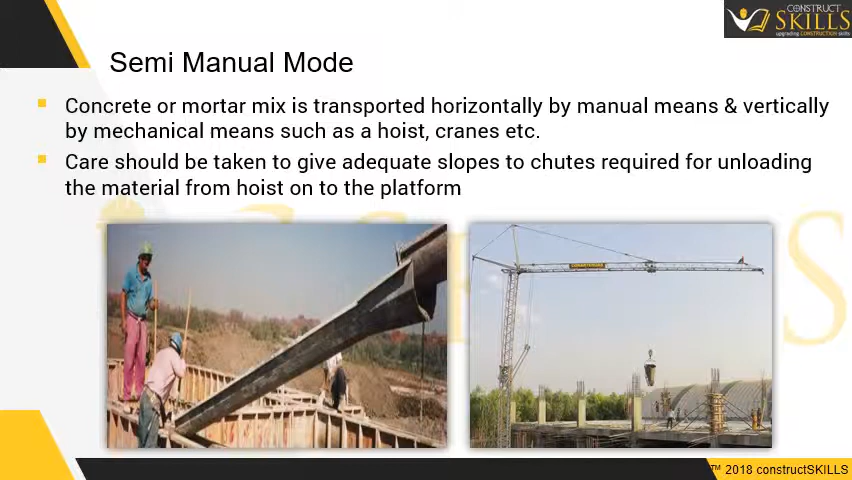 CONSTRUCT
SKILLS
upgrading CONSTRUCTION skills
Semi Manual Mode
Concrete or mortar mix is transported horizontally by manual means & vertically
by mechanical means such as a hoist, cranes etc.
Care should be taken to give adequate slopes to chutes required for unloading
the material from hoist on to the platform
™ 2018 constructSKILLS